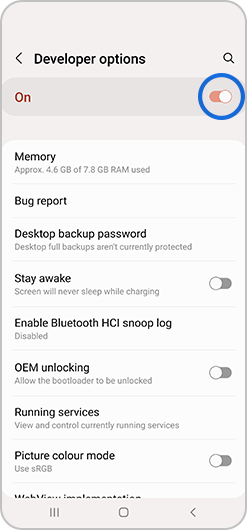 Developer options
On
Memory
Approx. 4.6 GB of 7.8 GB RAM used
Bug report
Desktop backup password
Desktop full backups aren't currently protected
Stay awake
Screen will never sleep while charging
Enable Bluetooth HCI snoop log
Disabled
OEM unlocking
Allow the bootloader to be unlocked
Running services
View and control currently running services
Picture colour mode
Use sRGB
WebView implementation